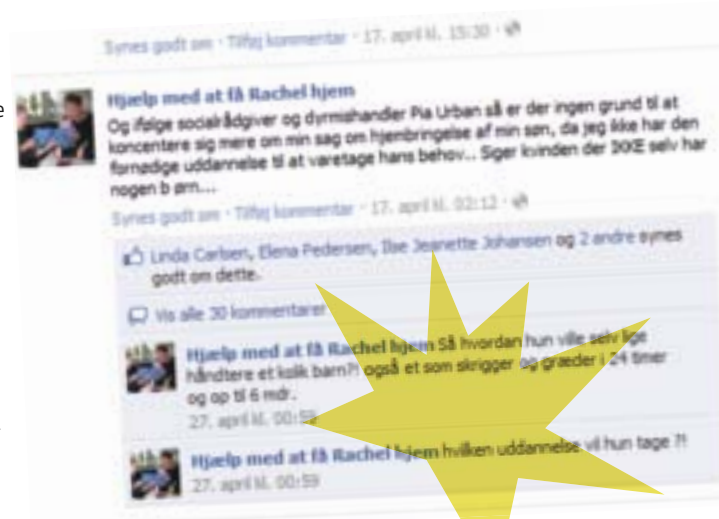 Synes godt om · Tilføj kommentar · 17. april kl. 15:30 ·
Hjælp med at få Rachel hjem
Og ifølge socialrådgiver og dyrmishandler Pia Urban så er der ingen grund til at
koncentere sig mere om min sag om hjembringelse af min søn, da jeg ikke har den
fornødige uddannelse til at varetage hans behov... Siger kvinden der IKKE selv har
nogen b ørn...
Synes godt om · Tilføj kommentar · 17. april kl. 02:12 ·
Linda Carlsen, Elena Pedersen, Ilse Jeanette Johansen og 2 andre synes
godt om dette.
Vis alle 30 kommentarer
Hjælp med at få Rachel hjem Så hvordan hun ville selv lige
håndtere et kolik barn?! også et som skrigger og græder i 24 timer
og op til 6 mdr.
27. april kl. 00:59
Hjælp med at få Rachel hjem hvilken uddannelse vil hun tage ?!
27. april kl. 00:59